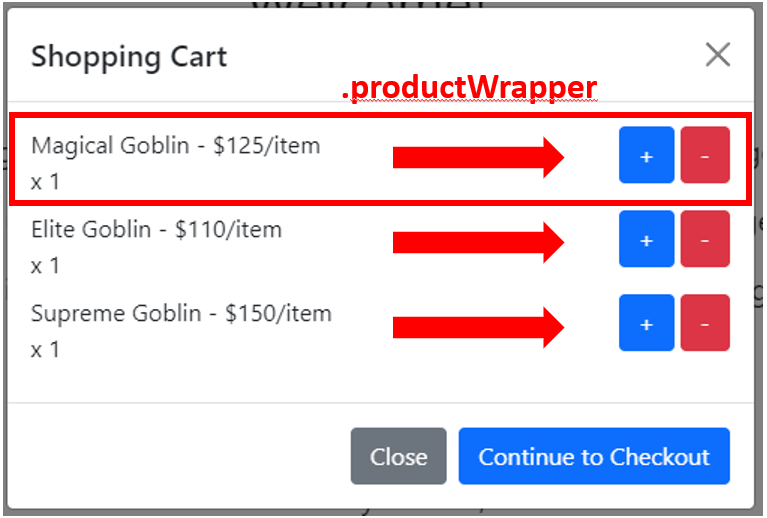 Welcome!
Shopping Cart
.productWrapper
Magical Goblin - $125/item
x 1
+ -
Elite Goblin - $110/item
x 1
+ -
Supreme Goblin - $150/item
x 1
+ -
Close Continue to Checkout